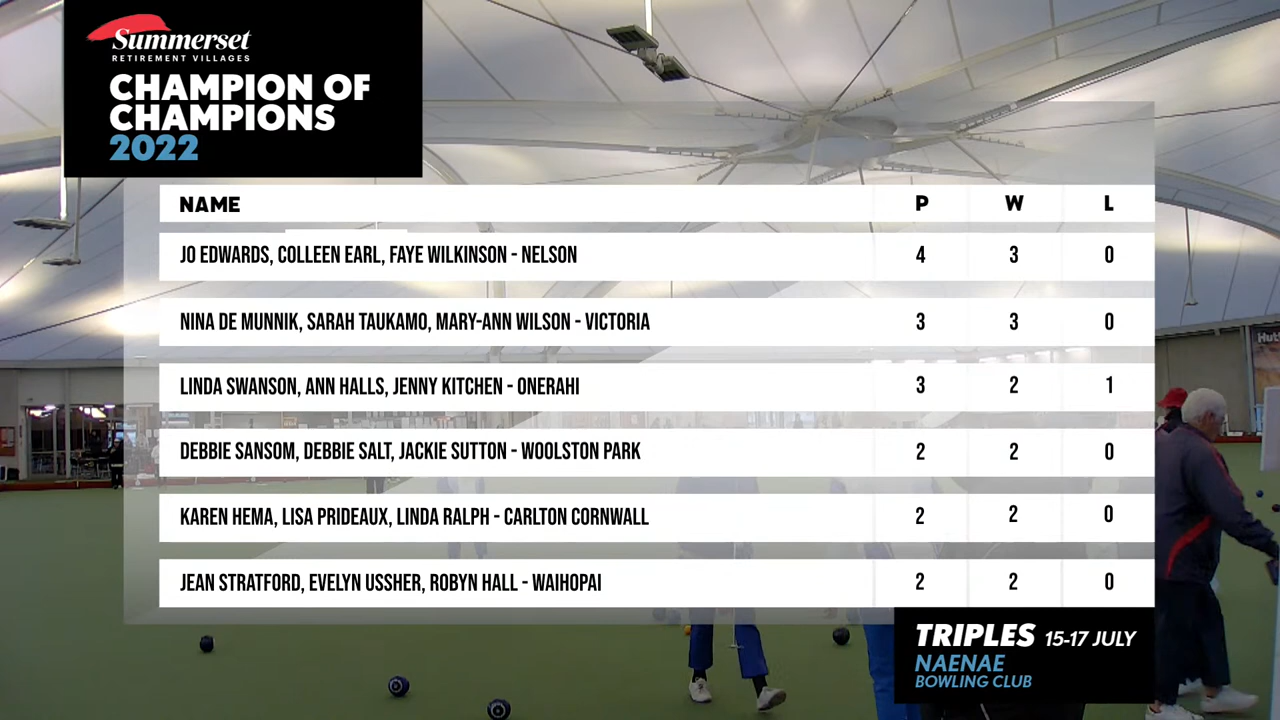 Summerset
RETIREMENT VILLAGES
CHAMPION OF
CHAMPIONS
2022
NAME P W L
JO EDWARDS, COLLEEN EARL, FAYE WILKINSON - NELSON 4 3 0
NINA DE MUNNIK, SARAH TAUKAMO, MARY-ANN WILSON - VICTORIA 3 3 0
LINDA SWANSON, ANN HALLS, JENNY KITCHEN - ONERAHI 3 2 1
DEBBIE SANSOM, DEBBIE SALT, JACKIE SUTTON - WOOLSTON PARK 2 2 0
KAREN HEMA, LISA PRIDEAUX, LINDA RALPH - CARLTON CORNWALL 2 2 0
JEAN STRATFORD, EVELYN USSHER, ROBYN HALL - WAIHOPAI 2 2 0
TRIPLES 15-17 JULY
NAENAE
BOWLING CLUB